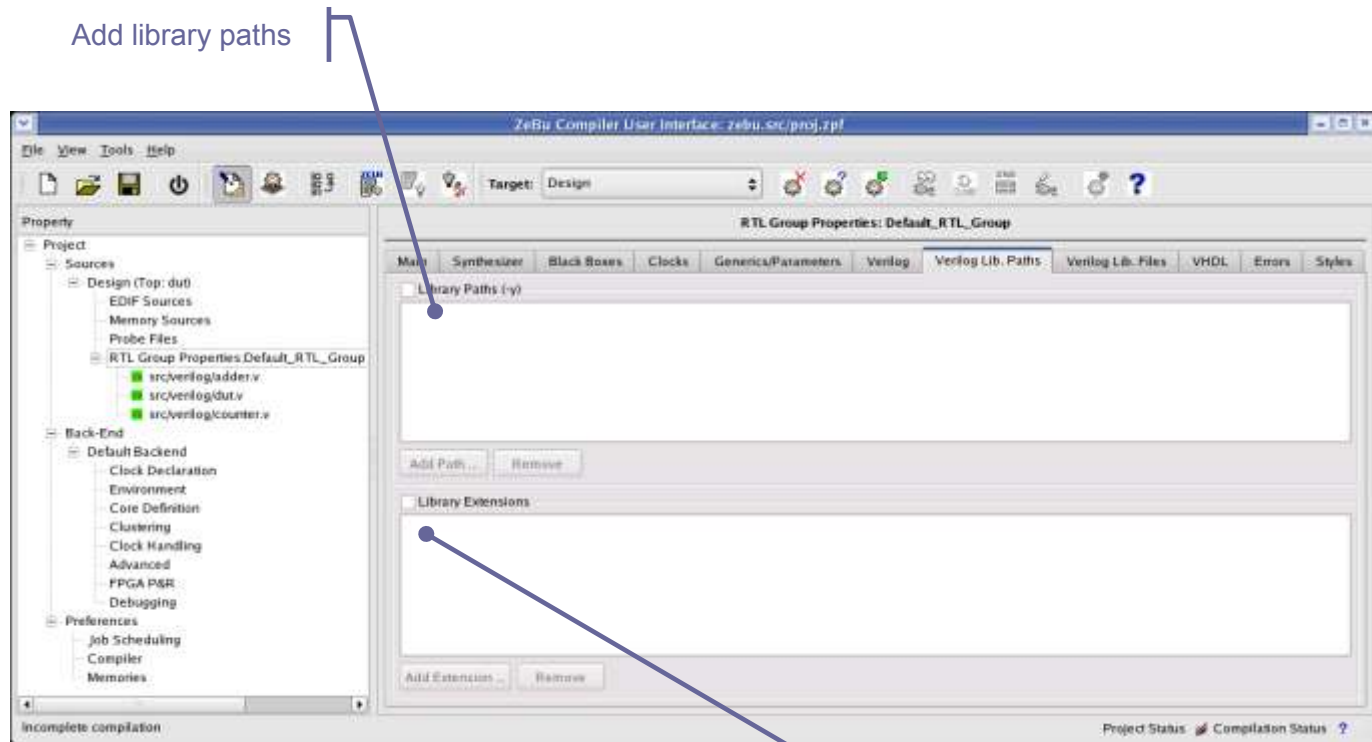 Add library paths
ZeBu Compiler User Interface: zebu.src/proj.zpf
File View Tools Help
Target: Design
Property
RTL Group Properties: Default_RTL_Group
Project
Sources
Design (Top: dut)
EDIF Sources
Memory Sources
Probe Files
RTL Group Properties:Default_RTL_Group
src/verilog/adder.v
src/verilog/dut.v
src/verilog/counter.v
Back-End
Default Backend
Clock Declaration
Environment
Core Definition
Clustering
Clock Handling
Advanced
FPGA P&R
Debugging
Preferences
Job Scheduling
Compiler
Memories
Main Synthesizer Black Boxes Clocks Generics/Parameters Verilog Verilog Lib. Paths Verilog Lib. Files VHDL Errors Styles
Library Paths (-y)
Add Path... Remove
Library Extensions
Add Extension... Remove
Incomplete compilation
Project Status Compilation Status ?